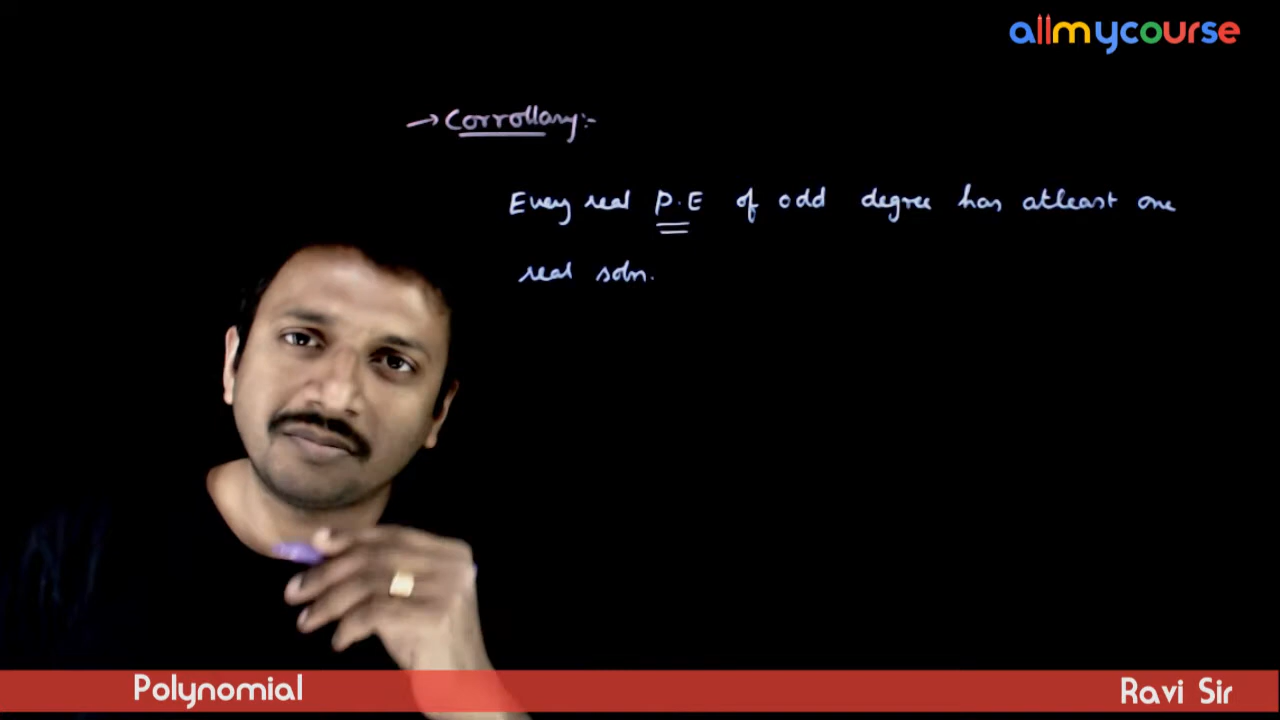 allmycourse
→ Corrollary:-
Every real P.E of odd degree has atleast one
real soln.
Polynomial
Ravi Sir